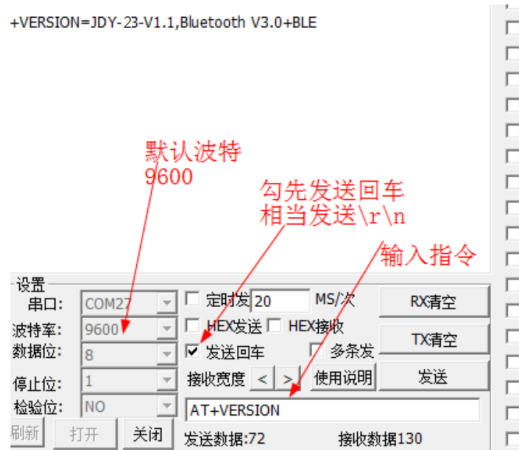 +VERSION=JDY-23-V1.1,Bluetooth V3.0+BLE
默认波特
9600
勾先发送回车
相当发送\r\n
输入指令
设置
串口: COM27 定时发 20 MS/次 RX清空
波特率: 9600 HEX发送 HEX接收
TX清空
数据位: 8 发送回车 多条发
停止位: 1 接收宽度 < > 使用说明 发送
检验位: NO AT+VERSION
刷新 打开 关闭 发送数据:72 接收数据130